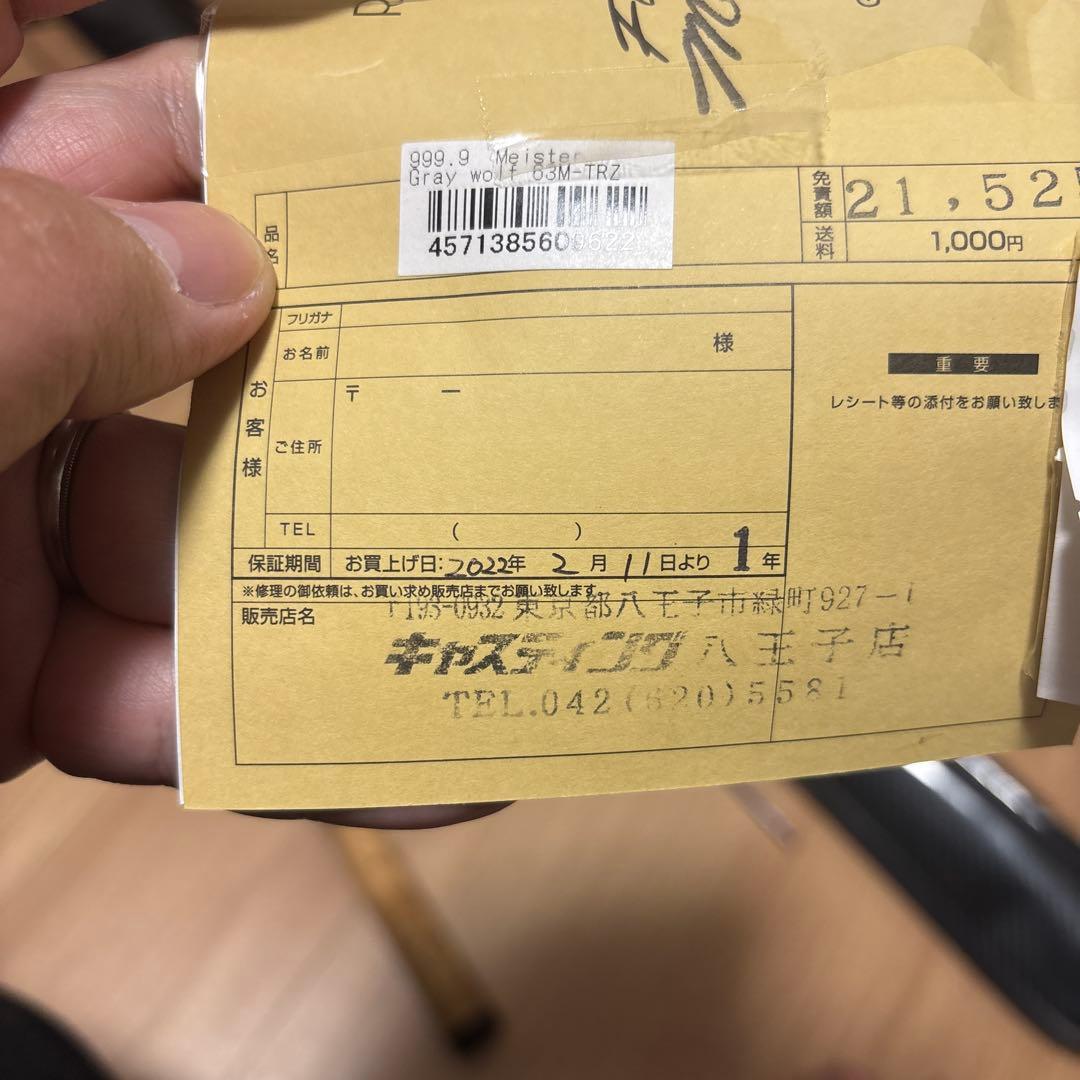 999.9 Meister
Gray wolf 63M-TRZ
品名
免責額 21,52
送料 1,000円
フリガナ
お客様
お名前 様
ご住所 〒 ー
TEL ( )
保証期間 お買上げ日:2022年 2月 11日より 1年
重要
レシート等の添付をお願い致しま
※修理の御依頼は、お買い求め販売店までお願い致します。
販売店名
〒193-0932 東京都八王子市緑町927-1
キャスティング 八王子店
TEL.042(620)5581